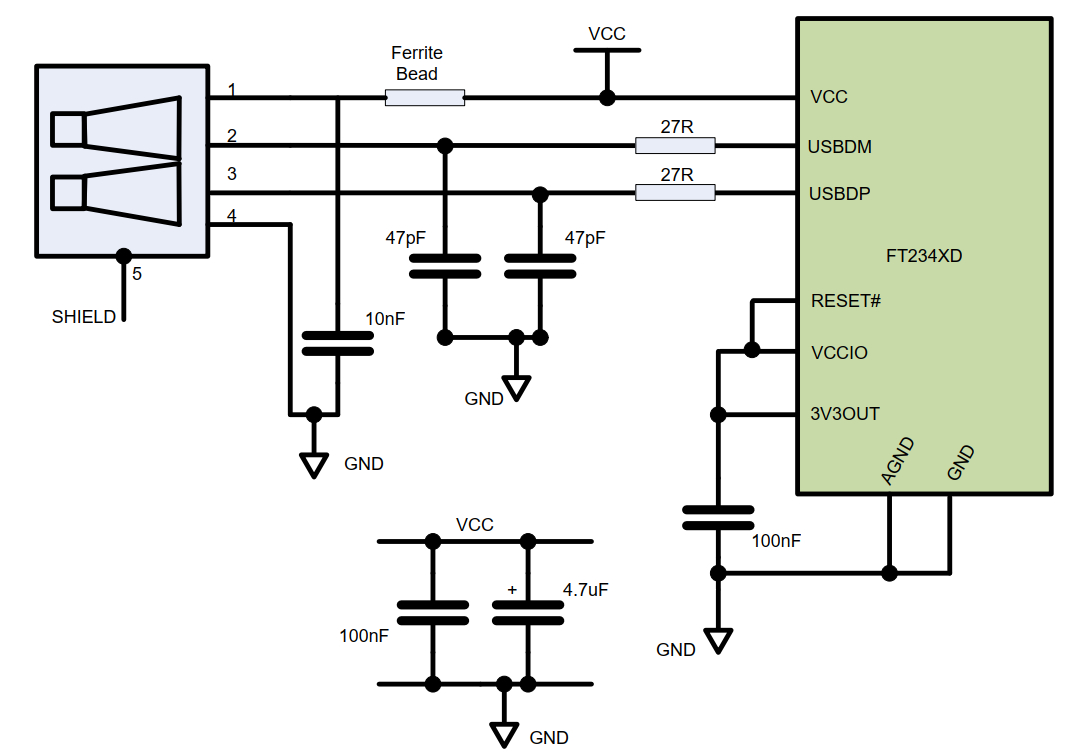 VCC
Ferrite
Bead
1
VCC
27R
2
USBDM
27R
3
USBDP
4
47pF
47pF
FT234XD
5
SHIELD
RESET#
10nF
VCCIO
GND
3V3OUT
GND
AGND
GND
VCC
100nF
+
4.7uF
100nF
GND
GND